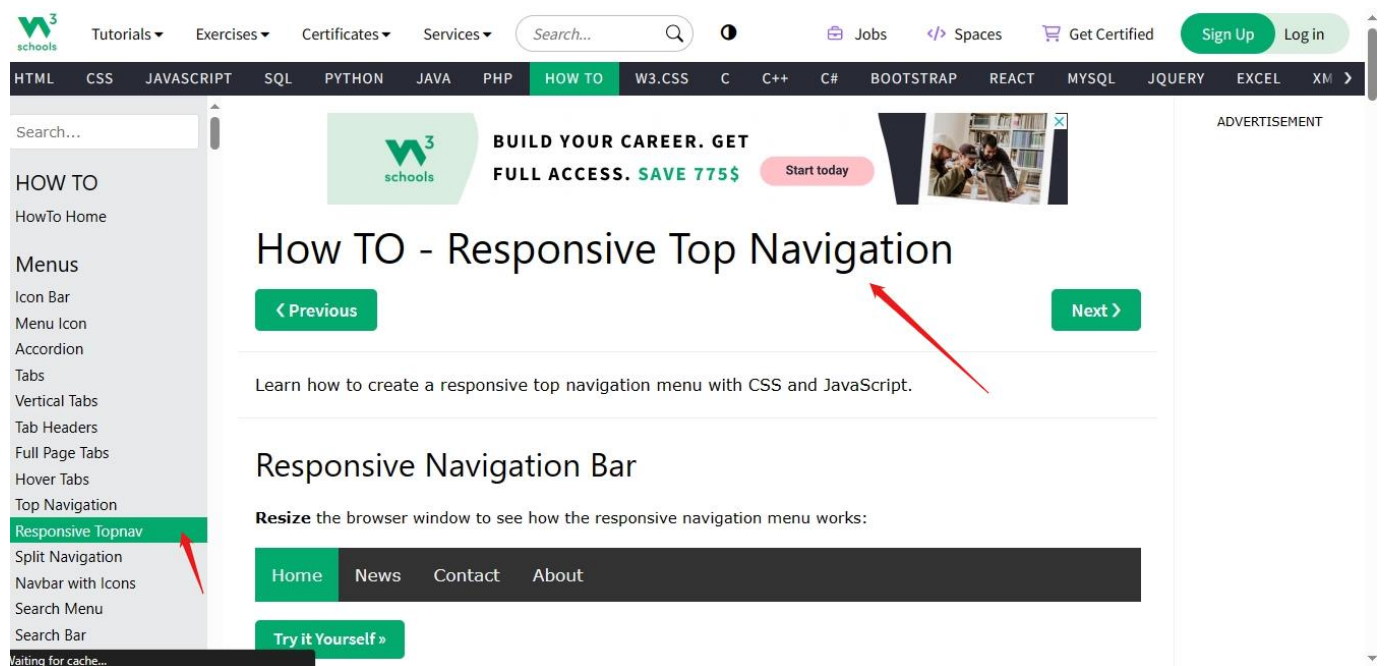 3
schools
Tutorials Exercises Certificates Services Search... Jobs </> Spaces Get Certified Sign Up Log in
HTML CSS JAVASCRIPT SQL PYTHON JAVA PHP HOW TO W3.CSS C C++ C# BOOTSTRAP REACT MYSQL JQUERY EXCEL XM ❯
Search...
HOW TO
HowTo Home
Menus
Icon Bar
Menu Icon
Accordion
Tabs
Vertical Tabs
Tab Headers
Full Page Tabs
Hover Tabs
Top Navigation
Responsive Topnav
Split Navigation
Navbar with Icons
Search Menu
Search Bar
Waiting for cache...
3
schools
BUILD YOUR CAREER. GET
FULL ACCESS. SAVE 775$
Start today
ADVERTISEMENT
How TO - Responsive Top Navigation
❮ Previous
Next ❯
Learn how to create a responsive top navigation menu with CSS and JavaScript.
Responsive Navigation Bar
Resize the browser window to see how the responsive navigation menu works:
Home News Contact About
Try it Yourself »